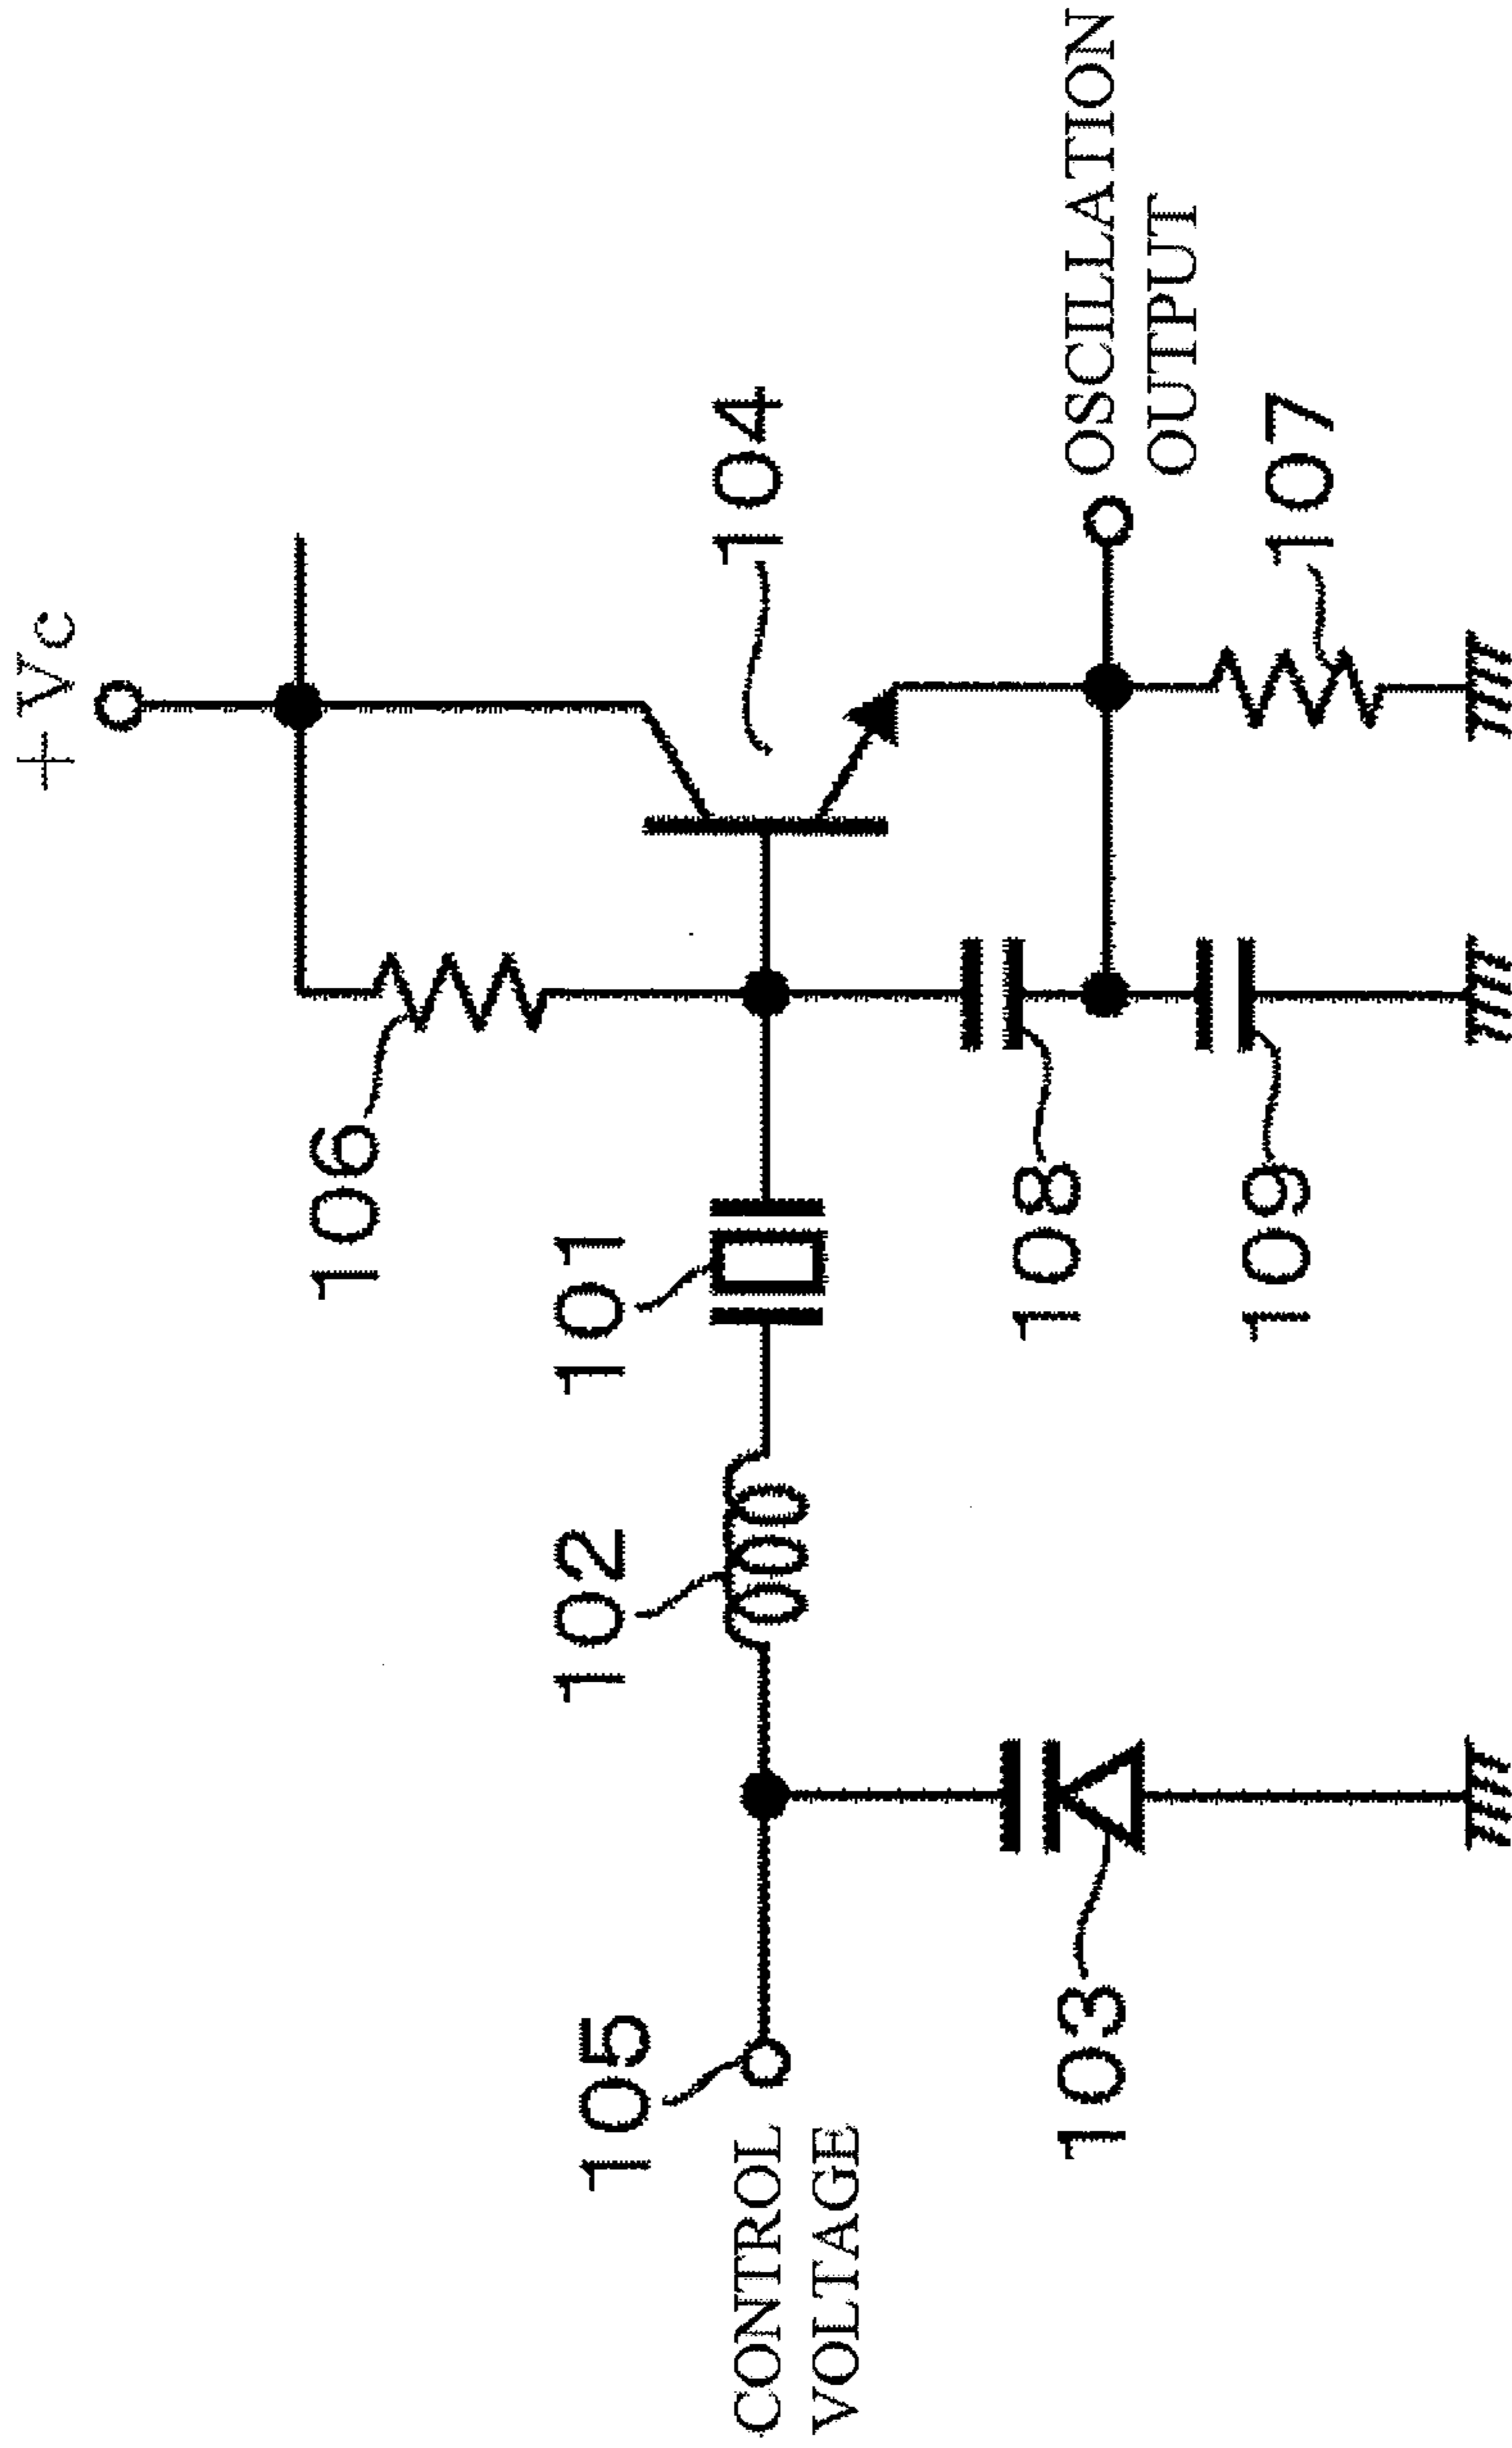 +Vc
106
104
101
102
105
CONTROL
VOLTAGE
OSCILLATION
OUTPUT
108
103
107
109